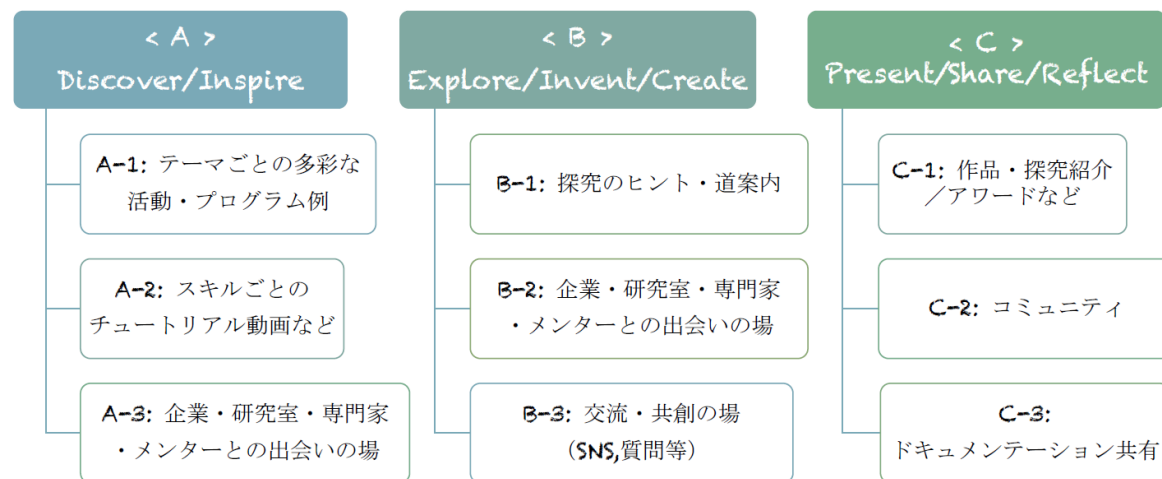 < A >
Discover/Inspire
A-1: テーマごとの多彩な
活動・プログラム例
A-2: スキルごとの
チュートリアル動画など
A-3: 企業・研究室・専門家
・メンターとの出会いの場
< B >
Explore/Invent/Create
B-1: 探究のヒント・道案内
B-2: 企業・研究室・専門家
・メンターとの出会いの場
B-3: 交流・共創の場
（SNS,質問等）
< C >
Present/Share/Reflect
C-1: 作品・探究紹介
／アワードなど
C-2: コミュニティ
C-3:
ドキュメンテーション共有